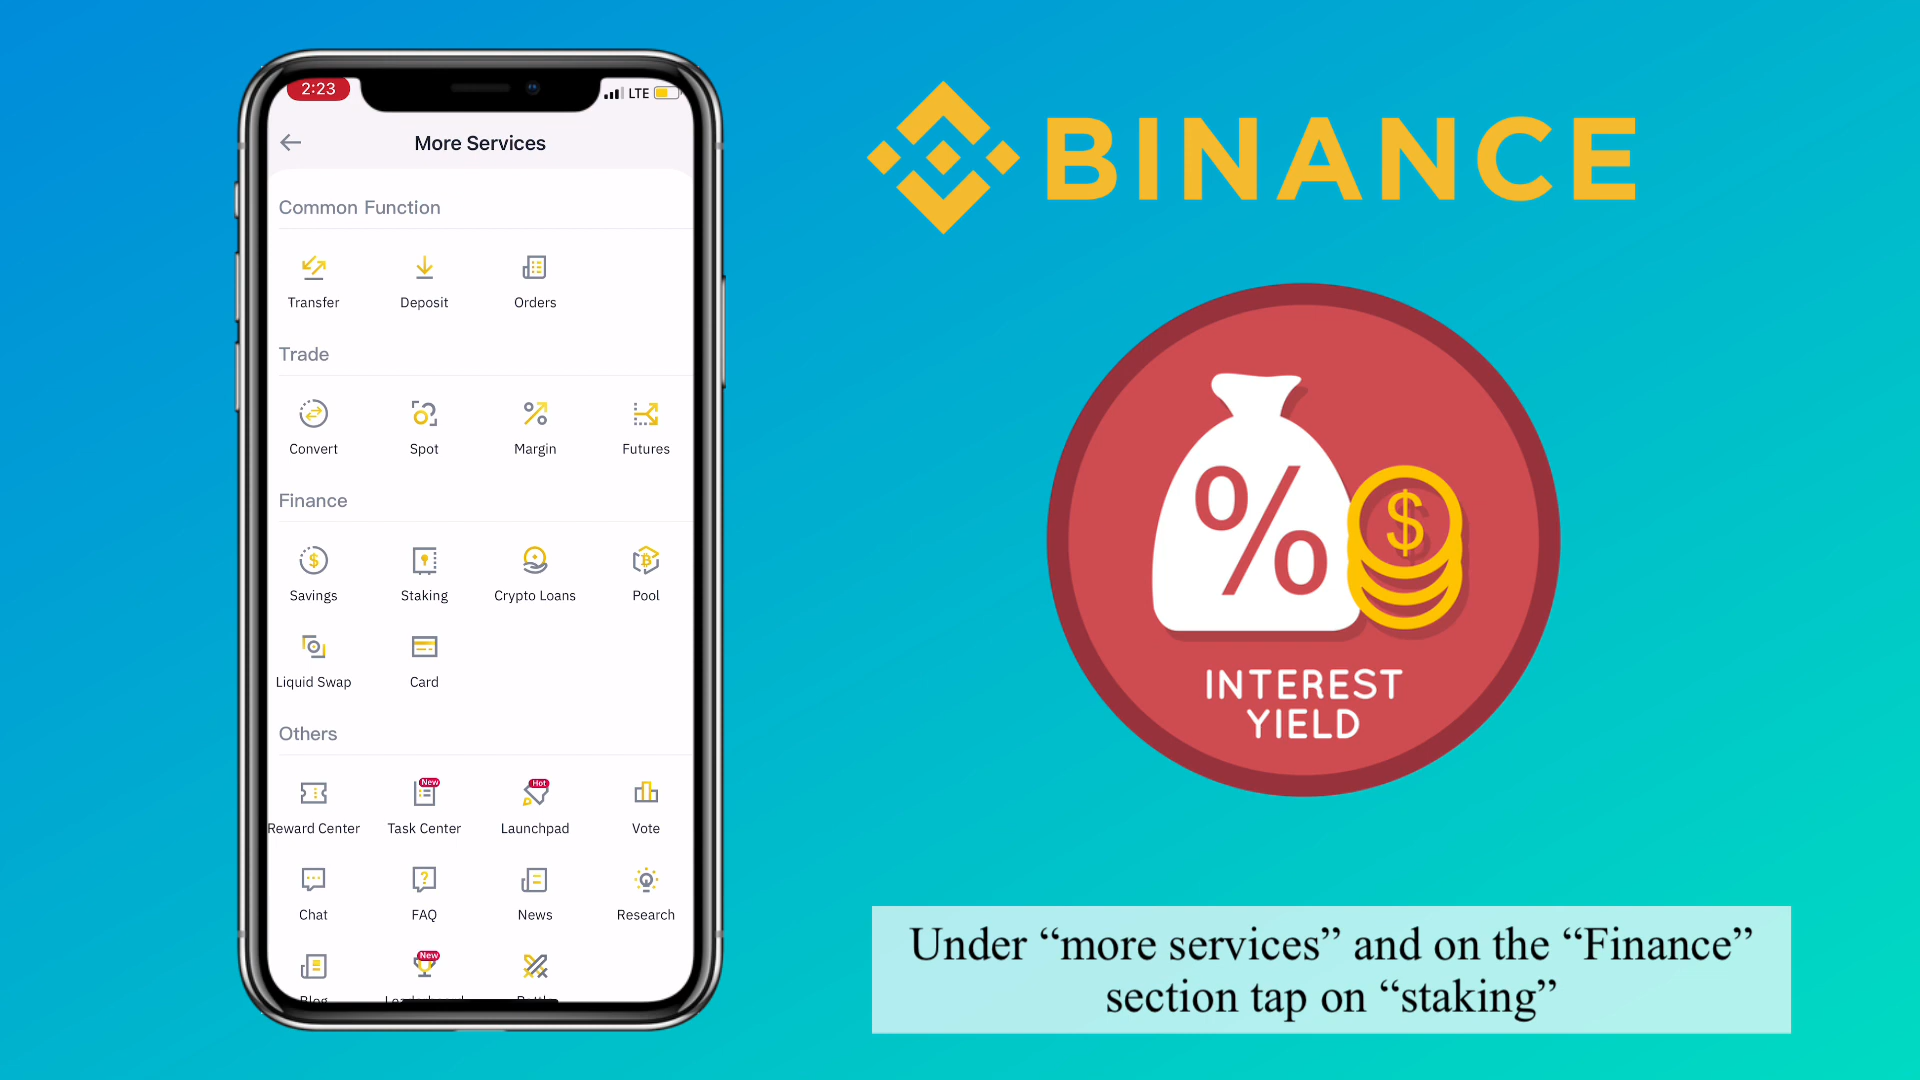 2:23
LTE
More Services
Common Function
Transfer Deposit Orders
Trade
Convert Spot Margin Futures
Finance
Savings Staking Crypto Loans Pool
Liquid Swap Card
Others
New Hot
Reward Center Task Center Launchpad Vote
Chat FAQ News Research
New
BINANCE
%
$
INTEREST
YIELD
Under “more services” and on the “Finance”
section tap on “staking”